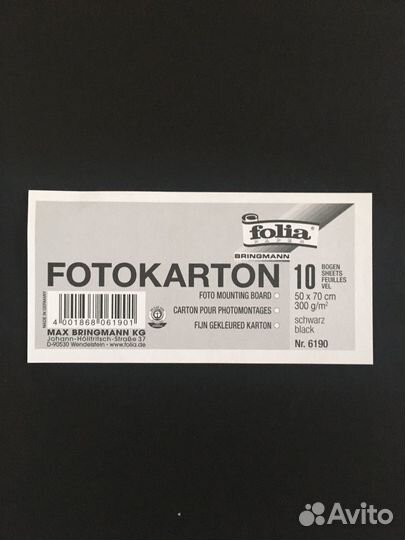 folia
PAPER
BRINGMANN
FOTOKARTON
10
BOGEN
SHEETS
FEUILLES
VEL
FOTO MOUNTING BOARD
CARTON POUR PHOTOMONTAGES
FIJN GEKLEURED KARTON
50 x 70 cm
300 g/m²
schwarz
black
Nr. 6190
MADE IN GERMANY
4 001868 061901
MAX BRINGMANN KG
Johann-Höllfritsch-Straße 37
D-90530 Wendelstein - www.folia.de
Avito